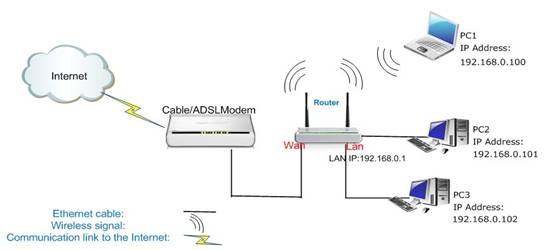 Internet
Cable/ADSLModem
Router
Wan
Lan
LAN IP:192.168.0.1
PC1
IP Address:
192.168.0.100
PC2
IP Address:
192.168.0.101
PC3
IP Address:
192.168.0.102
Ethernet cable:
Wireless signal:
Communication link to the Internet: